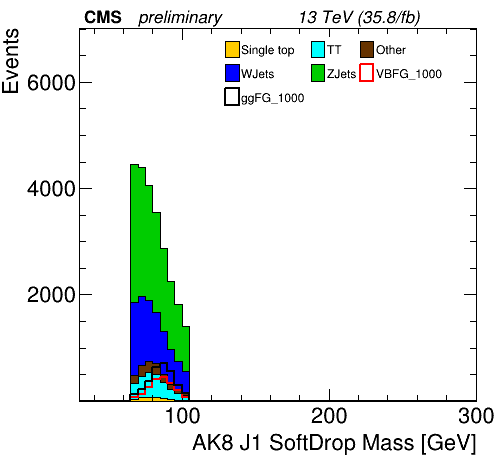 CMS preliminary 13 TeV (35.8/fb)
Events
Single top TT Other
WJets ZJets VBFG_1000
ggFG_1000
6000
4000
2000
100 200 300
AK8 J1 SoftDrop Mass [GeV]